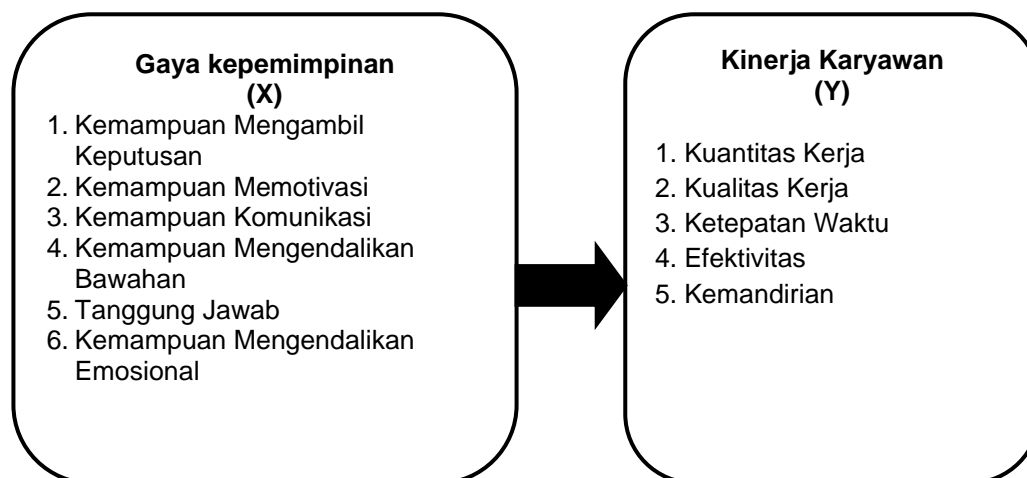 Gaya kepemimpinan
(X)
1. Kemampuan Mengambil
Keputusan
2. Kemampuan Memotivasi
3. Kemampuan Komunikasi
4. Kemampuan Mengendalikan
Bawahan
5. Tanggung Jawab
6. Kemampuan Mengendalikan
Emosional
Kinerja Karyawan
(Y)
1. Kuantitas Kerja
2. Kualitas Kerja
3. Ketepatan Waktu
4. Efektivitas
5. Kemandirian